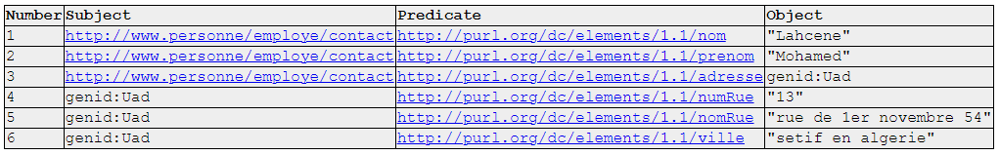 Number Subject Predicate Object
1 http://www.personne/employe/contact http://purl.org/dc/elements/1.1/nom "Lahcene"
2 http://www.personne/employe/contact http://purl.org/dc/elements/1.1/prenom "Mohamed"
3 http://www.personne/employe/contact http://purl.org/dc/elements/1.1/adresse genid:Uad
4 genid:Uad http://purl.org/dc/elements/1.1/numRue "13"
5 genid:Uad http://purl.org/dc/elements/1.1/nomRue "rue de 1er novembre 54"
6 genid:Uad http://purl.org/dc/elements/1.1/ville "setif en algerie"